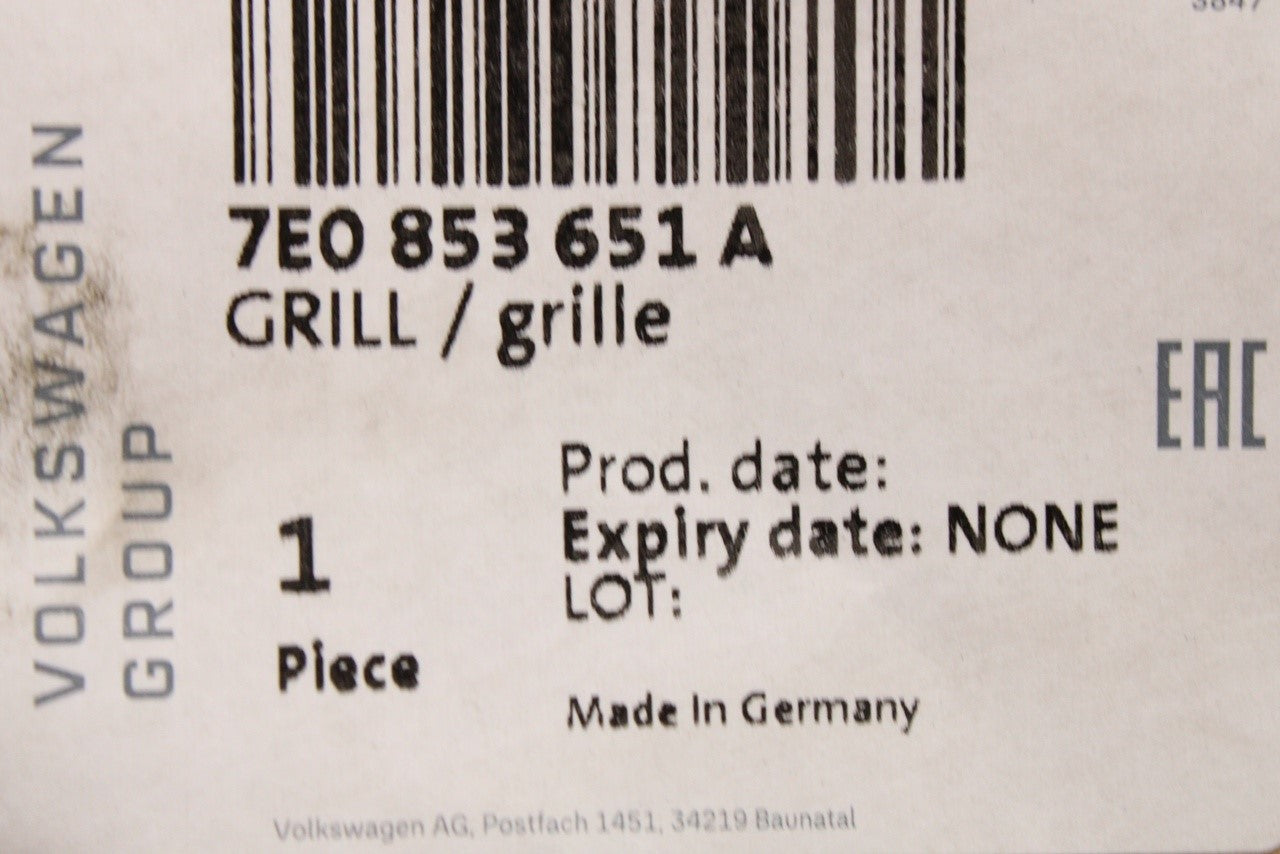 7E0 853 651 A
GRILL / grille
EAC
Prod. date:
Expiry date: NONE
LOT:
1
Piece
Made in Germany
VOLKSWAGEN
GROUP
Volkswagen AG, Postfach 1451, 34219 Baunatal